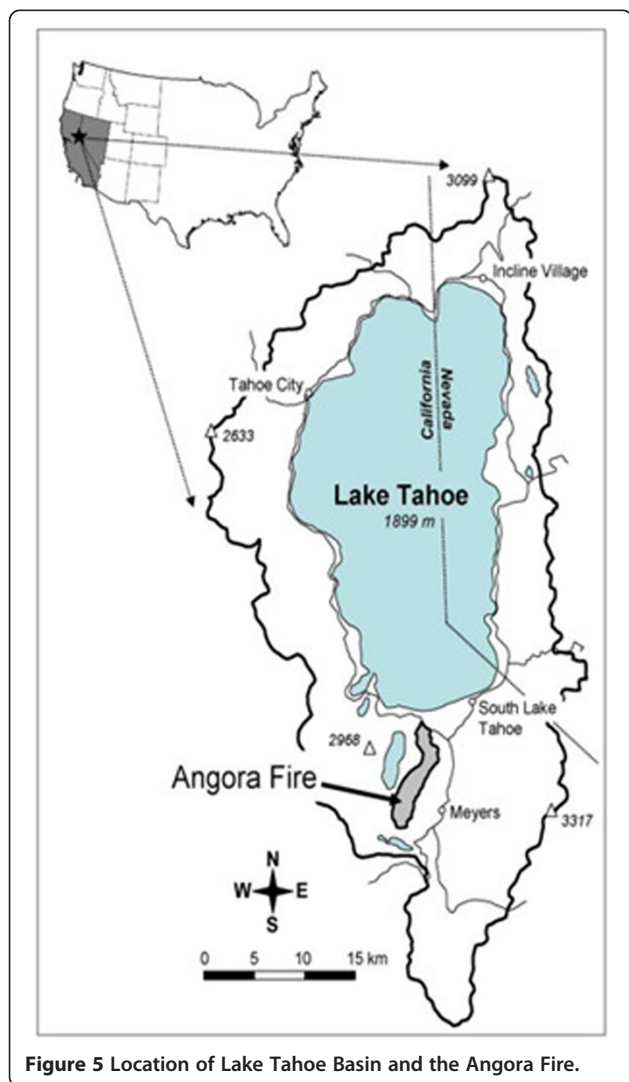 3099
Incline Village
California
Nevada
Tahoe City
2633
Lake Tahoe
1899 m
South Lake
Tahoe
2968
Angora Fire
Meyers
3317
N
W E
S
0 5 10 15 km
Figure 5 Location of Lake Tahoe Basin and the Angora Fire.